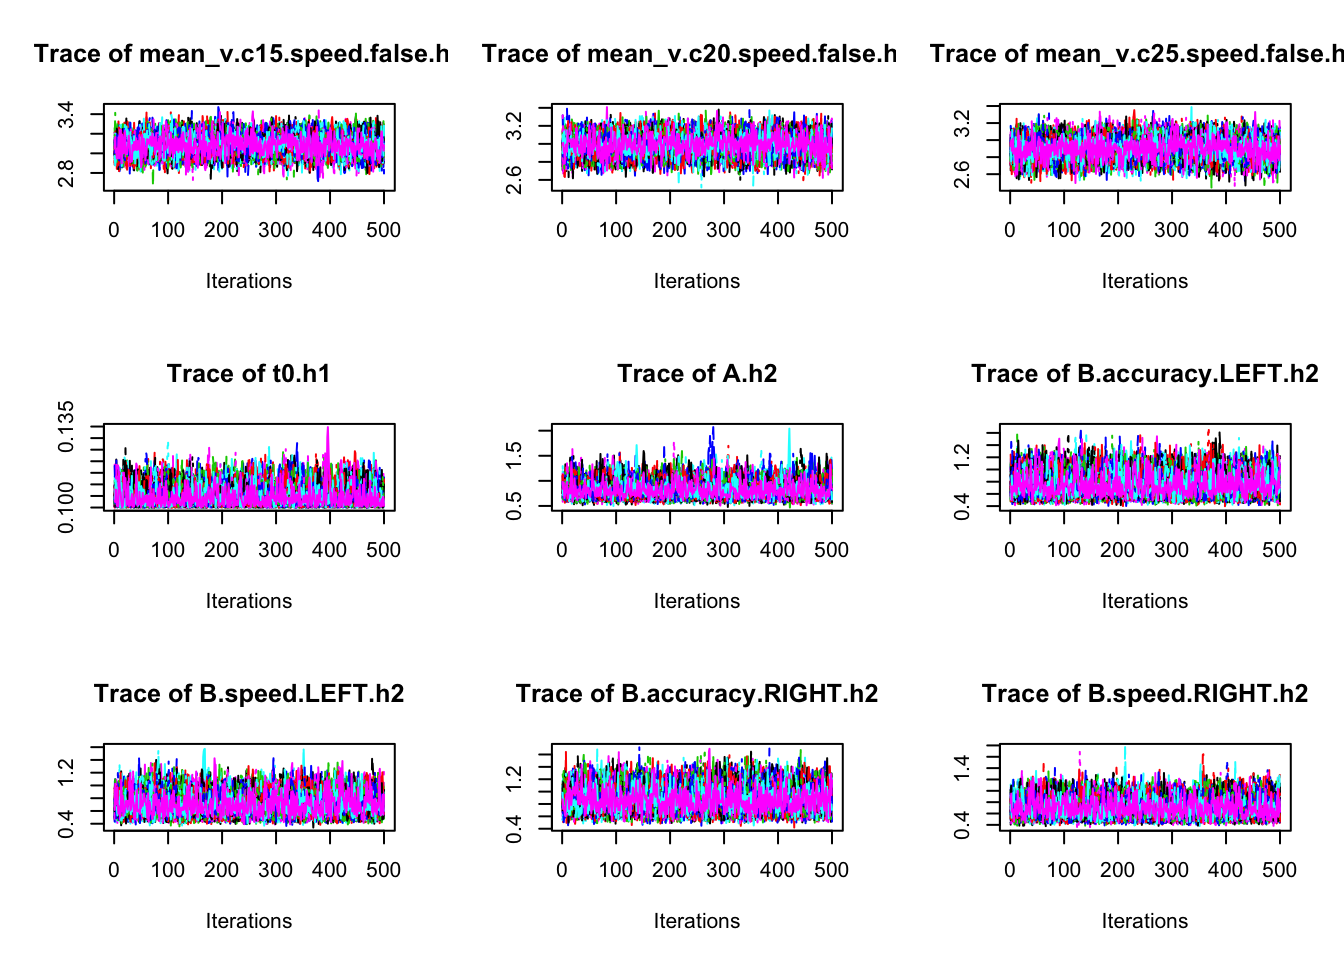 Trace of mean_v.c15.speed.false.h
3.4
2.8
0 100 200 300 400 500
Iterations
Trace of mean_v.c20.speed.false.h
3.2
2.6
0 100 200 300 400 500
Iterations
Trace of mean_v.c25.speed.false.h
3.2
2.6
0 100 200 300 400 500
Iterations
Trace of t0.h1
0.135
0.100
0 100 200 300 400 500
Iterations
Trace of A.h2
1.5
0.5
0 100 200 300 400 500
Iterations
Trace of B.accuracy.LEFT.h2
1.2
0.4
0 100 200 300 400 500
Iterations
Trace of B.speed.LEFT.h2
1.2
0.4
0 100 200 300 400 500
Iterations
Trace of B.accuracy.RIGHT.h2
1.2
0.4
0 100 200 300 400 500
Iterations
Trace of B.speed.RIGHT.h2
1.4
0.4
0 100 200 300 400 500
Iterations